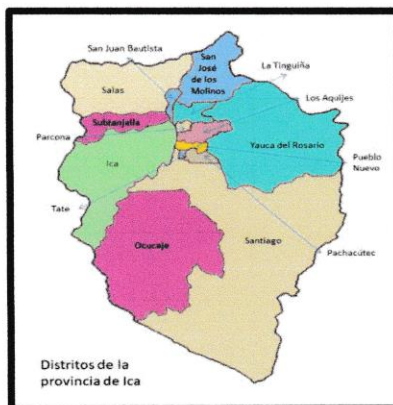 San Juan Bautista
San
José
de los
Molinos
La Tinguiña
Salas
Los Aquijes
Subtanjalla
Parcona
Yauca del Rosario
Ica
Pueblo
Nuevo
Tate
Ocucaje
Santiago
Pachacútec
Distritos de la
provincia de Ica